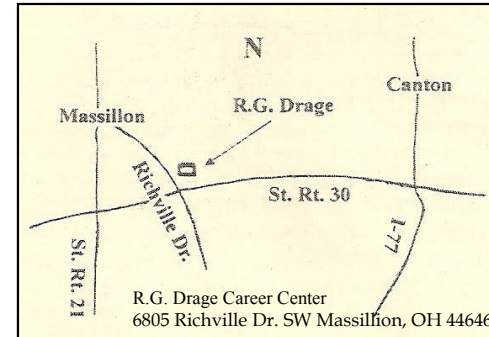 N
Canton
R.G. Drage
Massillon
Richville Dr.
St. Rt. 30
St. Rt. 21
I-77
R.G. Drage Career Center
6805 Richville Dr. SW Massillion, OH 44646